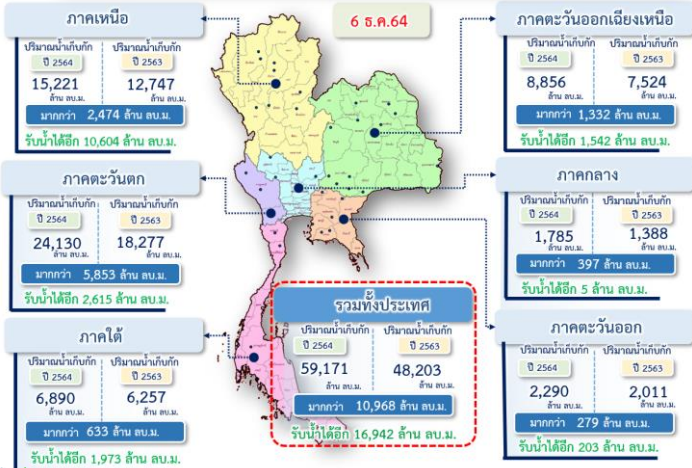 6 ธ.ค.64
ภาคเหนือ
ปริมาณน้ำเก็บกัก ปริมาณน้ำเก็บกัก
ปี 2564 ปี 2563
15,221 12,747
ล้าน ลบ.ม. ล้าน ลบ.ม.
มากกว่า 2,474 ล้าน ลบ.ม.
รับน้ำได้อีก 10,604 ล้าน ลบ.ม.
ภาคตะวันออกเฉียงเหนือ
ปริมาณน้ำเก็บกัก ปริมาณน้ำเก็บกัก
ปี 2564 ปี 2563
8,856 7,524
ล้าน ลบ.ม. ล้าน ลบ.ม.
มากกว่า 1,332 ล้าน ลบ.ม.
รับน้ำได้อีก 1,542 ล้าน ลบ.ม.
ภาคตะวันตก
ปริมาณน้ำเก็บกัก ปริมาณน้ำเก็บกัก
ปี 2564 ปี 2563
24,130 18,277
ล้าน ลบ.ม. ล้าน ลบ.ม.
มากกว่า 5,853 ล้าน ลบ.ม.
รับน้ำได้อีก 2,615 ล้าน ลบ.ม.
ภาคกลาง
ปริมาณน้ำเก็บกัก ปริมาณน้ำเก็บกัก
ปี 2564 ปี 2563
1,785 1,388
ล้าน ลบ.ม. ล้าน ลบ.ม.
มากกว่า 397 ล้าน ลบ.ม.
รับน้ำได้อีก 5 ล้าน ลบ.ม.
ภาคใต้
ปริมาณน้ำเก็บกัก ปริมาณน้ำเก็บกัก
ปี 2564 ปี 2563
6,890 6,257
ล้าน ลบ.ม. ล้าน ลบ.ม.
มากกว่า 633 ล้าน ลบ.ม.
รับน้ำได้อีก 1,973 ล้าน ลบ.ม.
รวมทั้งประเทศ
ปริมาณน้ำเก็บกัก ปริมาณน้ำเก็บกัก
ปี 2564 ปี 2563
59,171 48,203
ล้าน ลบ.ม. ล้าน ลบ.ม.
มากกว่า 10,968 ล้าน ลบ.ม.
รับน้ำได้อีก 16,942 ล้าน ลบ.ม.
ภาคตะวันออก
ปริมาณน้ำเก็บกัก ปริมาณน้ำเก็บกัก
ปี 2564 ปี 2563
2,290 2,011
ล้าน ลบ.ม. ล้าน ลบ.ม.
มากกว่า 279 ล้าน ลบ.ม.
รับน้ำได้อีก 203 ล้าน ลบ.ม.